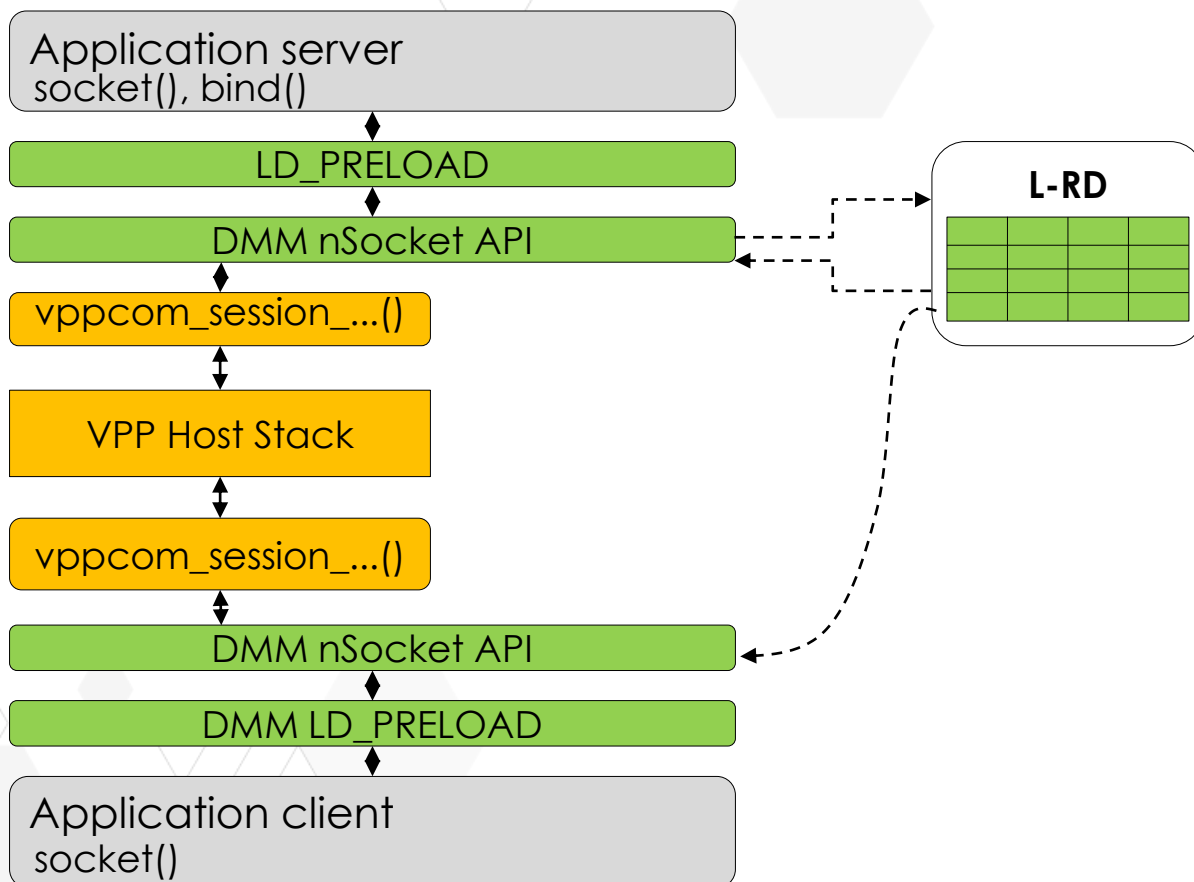 Application server
socket(), bind()
LD_PRELOAD
DMM nSocket API
L-RD
vppcom_session_...()
VPP Host Stack
vppcom_session_...()
DMM nSocket API
DMM LD_PRELOAD
Application client
socket()